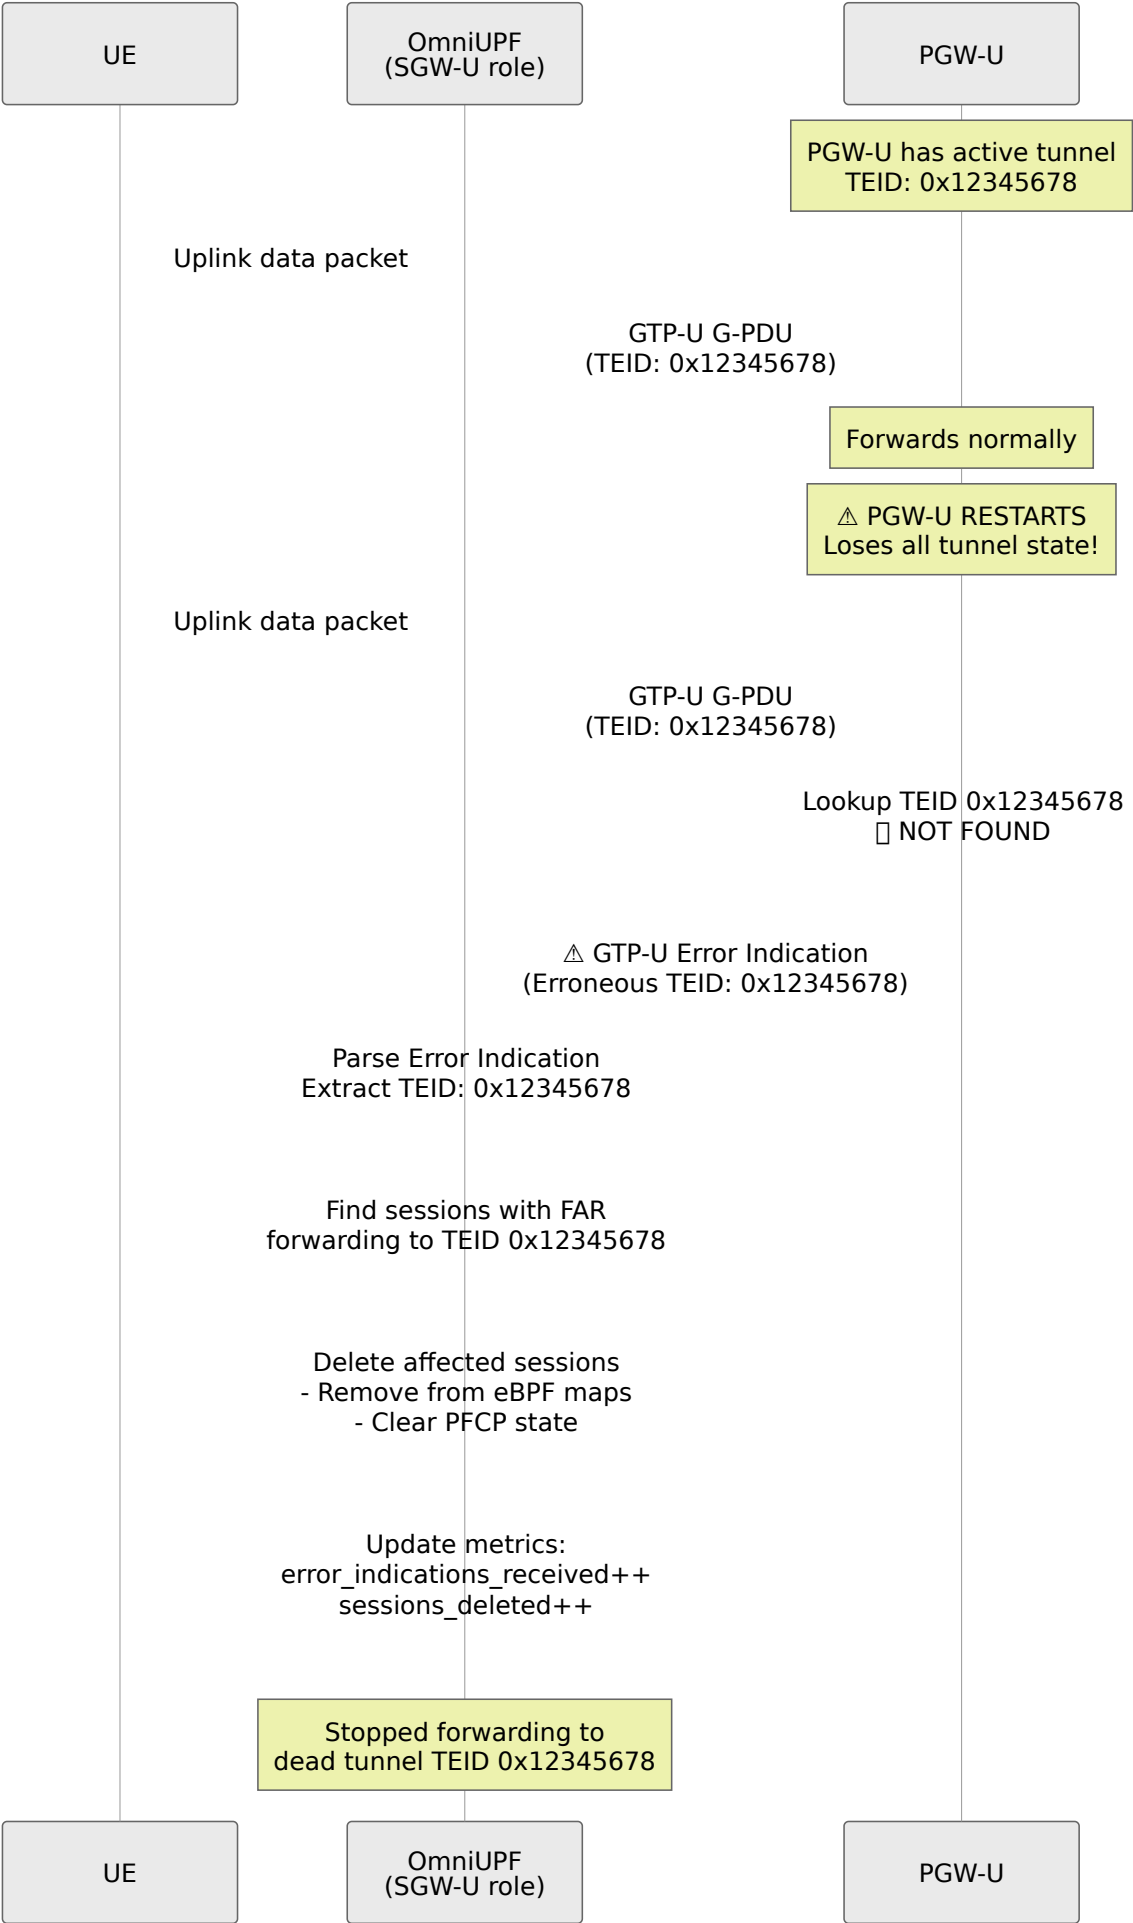 UE
OmniUPF
(SGW-U role)
PGW-U
PGW-U has active tunnel
TEID: 0x12345678
Uplink data packet
GTP-U G-PDU
(TEID: 0x12345678)
Forwards normally
⚠ PGW-U RESTARTS
Loses all tunnel state!
Uplink data packet
GTP-U G-PDU
(TEID: 0x12345678)
Lookup TEID 0x12345678
▯ NOT FOUND
⚠ GTP-U Error Indication
(Erroneous TEID: 0x12345678)
Parse Error Indication
Extract TEID: 0x12345678
Find sessions with FAR
forwarding to TEID 0x12345678
Delete affected sessions
- Remove from eBPF maps
- Clear PFCP state
Update metrics:
error_indications_received++
sessions_deleted++
Stopped forwarding to
dead tunnel TEID 0x12345678
UE
OmniUPF
(SGW-U role)
PGW-U